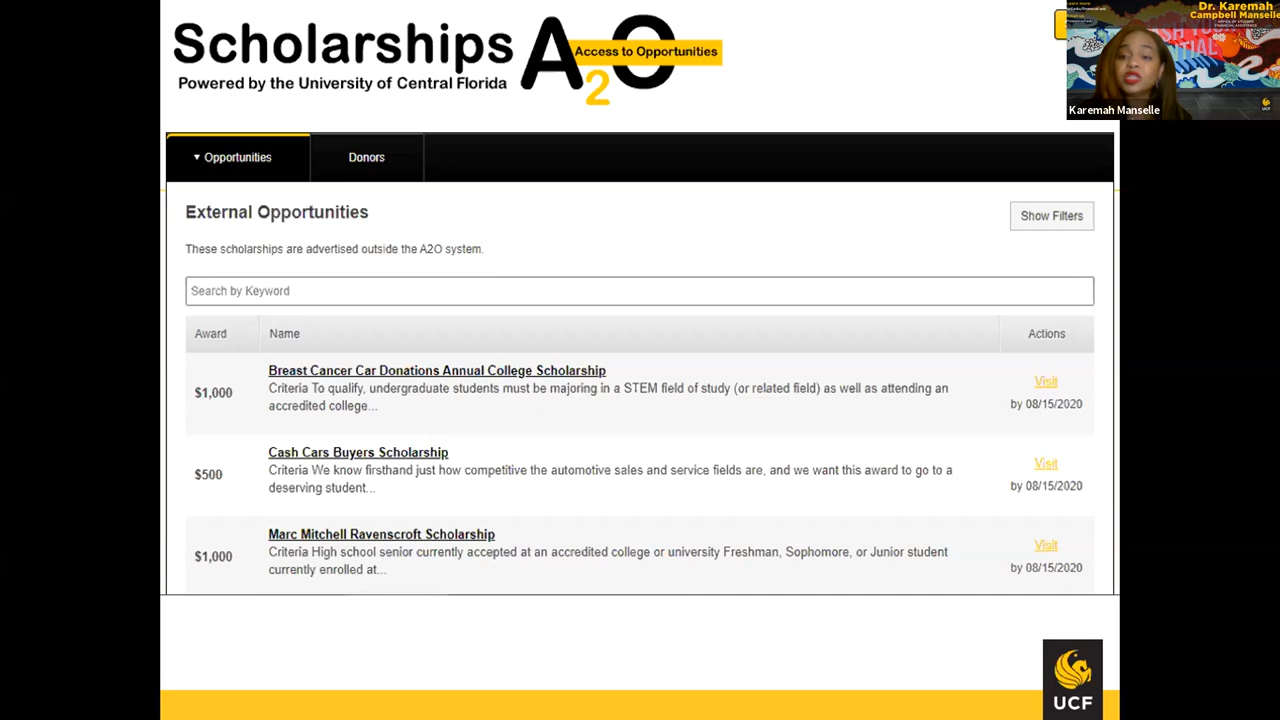 Scholarships A2O
Access to Opportunities
Powered by the University of Central Florida
Dr. Karemah
Campbell Manselle
OFFICE OF STUDENT
FINANCIAL ASSISTANCE
Karemah Manselle
UCF
▾ Opportunities Donors
External Opportunities
Show Filters
These scholarships are advertised outside the A2O system.
Search by Keyword
Award Name Actions
Breast Cancer Car Donations Annual College Scholarship
$1,000 Criteria To qualify, undergraduate students must be majoring in a STEM field of study (or related field) as well as attending an Visit
accredited college... by 08/15/2020
Cash Cars Buyers Scholarship
$500 Criteria We know firsthand just how competitive the automotive sales and service fields are, and we want this award to go to a Visit
deserving student... by 08/15/2020
Marc Mitchell Ravenscroft Scholarship
$1,000 Criteria High school senior currently accepted at an accredited college or university Freshman, Sophomore, or Junior student Visit
currently enrolled at... by 08/15/2020
UCF